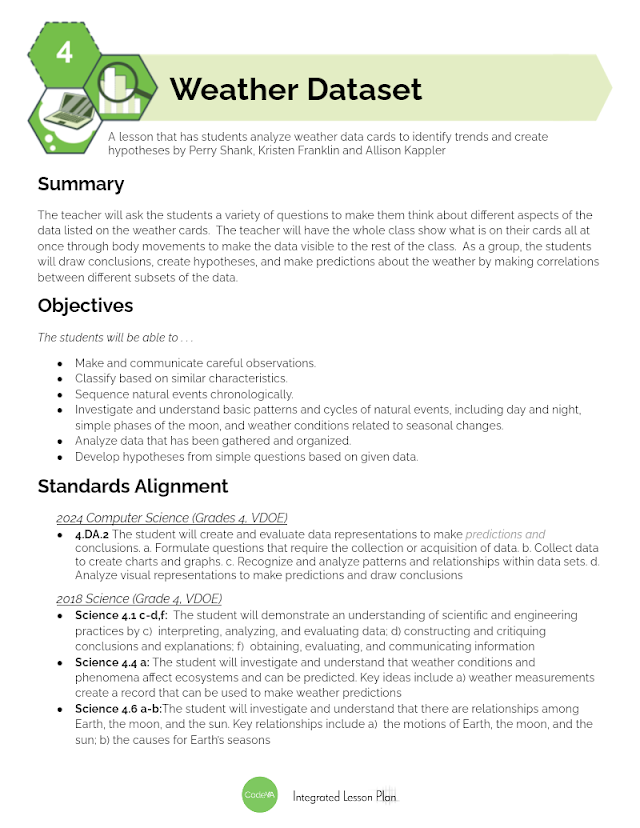 4
Weather Dataset
A lesson that has students analyze weather data cards to identify trends and create
hypotheses by Perry Shank, Kristen Franklin and Allison Kappler
Summary
The teacher will ask the students a variety of questions to make them think about different aspects of the
data listed on the weather cards.  The teacher will have the whole class show what is on their cards all at
once through body movements to make the data visible to the rest of the class.  As a group, the students
will draw conclusions, create hypotheses, and make predictions about the weather by making correlations
between different subsets of the data.
Objectives
The students will be able to . . .
● Make and communicate careful observations.
● Classify based on similar characteristics.
● Sequence natural events chronologically.
● Investigate and understand basic patterns and cycles of natural events, including day and night,
simple phases of the moon, and weather conditions related to seasonal changes.
● Analyze data that has been gathered and organized.
● Develop hypotheses from simple questions based on given data.
Standards Alignment
2024 Computer Science (Grades 4, VDOE)
● 4.DA.2 The student will create and evaluate data representations to make predictions and
conclusions. a. Formulate questions that require the collection or acquisition of data. b. Collect data
to create charts and graphs. c. Recognize and analyze patterns and relationships within data sets. d.
Analyze visual representations to make predictions and draw conclusions
2018 Science (Grade 4, VDOE)
● Science 4.1 c-d,f:  The student will demonstrate an understanding of scientific and engineering
practices by c)  interpreting, analyzing, and evaluating data; d) constructing and critiquing
conclusions and explanations; f)  obtaining, evaluating, and communicating information
● Science 4.4 a: The student will investigate and understand that weather conditions and
phenomena affect ecosystems and can be predicted. Key ideas include a) weather measurements
create a record that can be used to make weather predictions
● Science 4.6 a-b:The student will investigate and understand that there are relationships among
Earth, the moon, and the sun. Key relationships include a)  the motions of Earth, the moon, and the
sun; b) the causes for Earth's seasons
CodeVA
Integrated Lesson Plan